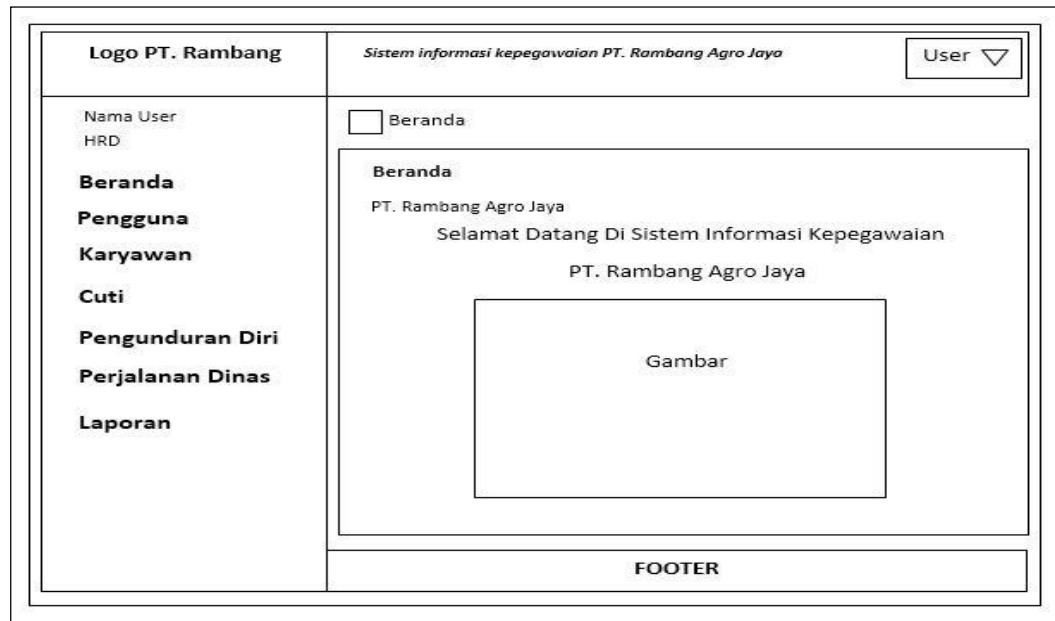 Logo PT. Rambang
Sistem informasi kepegawaian PT. Rambang Agro Jaya
User
Nama User
HRD
Beranda
Pengguna
Karyawan
Cuti
Pengunduran Diri
Perjalanan Dinas
Laporan
Beranda
Beranda
PT. Rambang Agro Jaya
Selamat Datang Di Sistem Informasi Kepegawaian
PT. Rambang Agro Jaya
Gambar
FOOTER